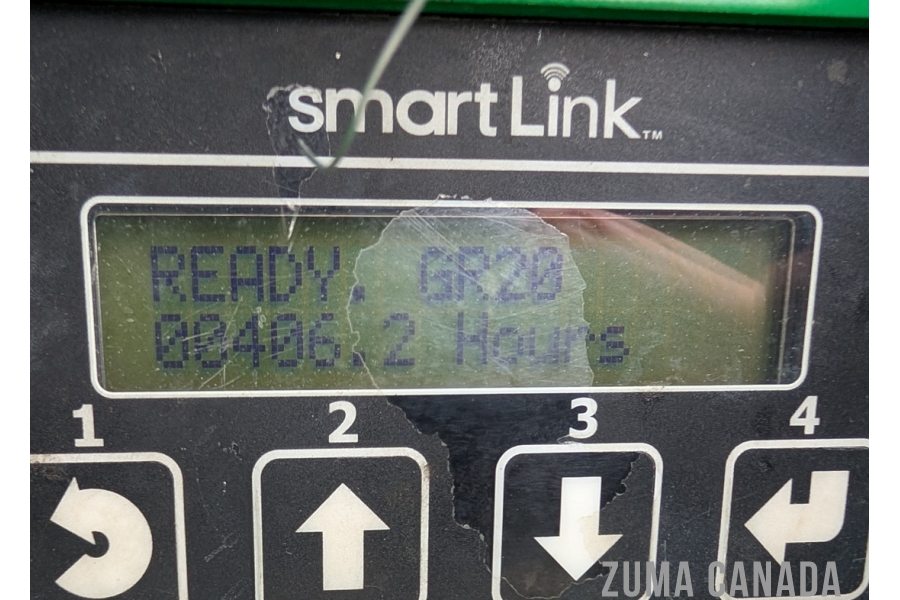 smartLink™
READY, GR20
00406.2 Hours
1 2 3 4
ZUMA CANADA